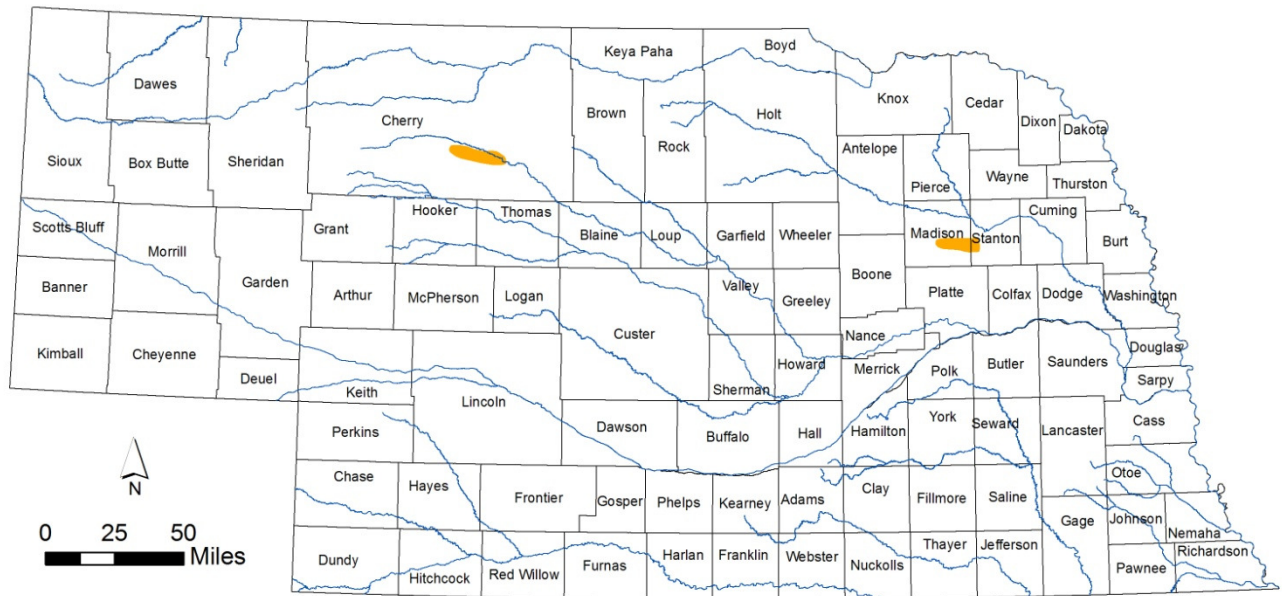 Keya Paha
Boyd
Dawes
Knox
Cedar
Brown
Holt
Cherry
Dixon
Dakota
Rock
Antelope
Sioux
Box Butte
Sheridan
Pierce
Wayne
Thurston
Hooker
Thomas
Cuming
Scotts Bluff
Grant
Blaine
Loup
Garfield
Wheeler
Madison
Stanton
Burt
Morrill
Boone
Banner
Garden
Valley
Arthur
McPherson
Logan
Greeley
Platte
Colfax
Dodge
Washington
Custer
Nance
Kimball
Cheyenne
Howard
Douglas
Merrick
Butler
Saunders
Deuel
Polk
Sarpy
Keith
Sherman
Lincoln
York
Seward
Cass
Perkins
Dawson
Buffalo
Hall
Hamilton
Lancaster
Chase
Otoe
Hayes
Frontier
Gosper
Phelps
Kearney
Adams
Clay
Fillmore
Saline
N
Gage
Johnson
0 25 50
Miles
Nemaha
Dundy
Harlan
Franklin
Webster
Thayer
Jefferson
Richardson
Hitchcock
Red Willow
Furnas
Nuckolls
Pawnee